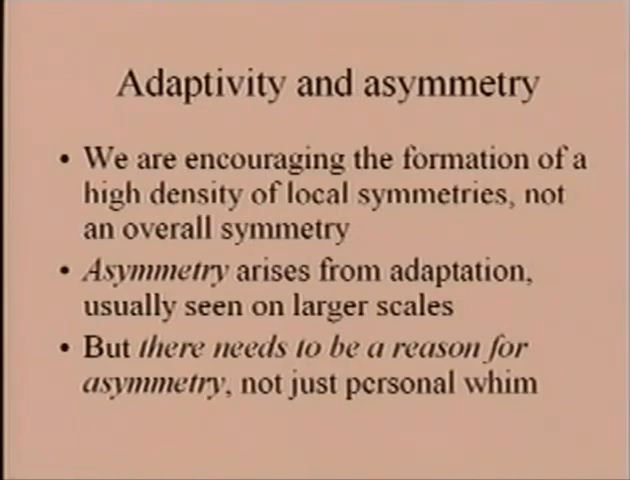 Adaptivity and asymmetry
• We are encouraging the formation of a
high density of local symmetries, not
an overall symmetry
• Asymmetry arises from adaptation,
usually seen on larger scales
• But there needs to be a reason for
asymmetry, not just personal whim